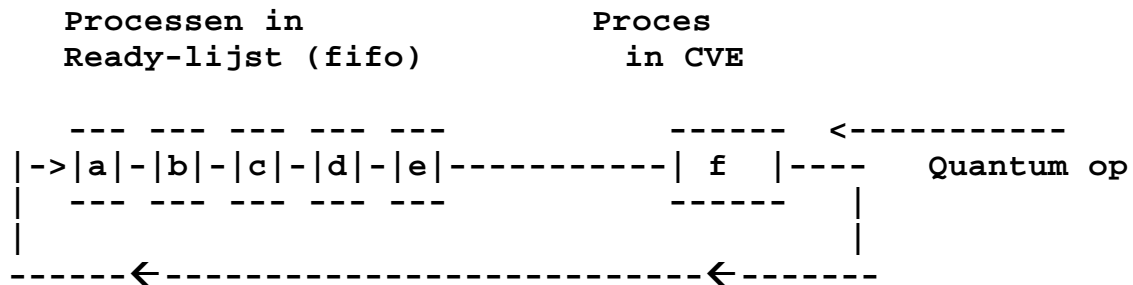 Processen in Proces
Ready-lijst (fifo) in CVE
--- --- --- --- --- ------ <-----------
|->|a|-|b|-|c|-|d|-|e|-----------| f |---- Quantum op
| --- --- --- --- --- ------ |
| |
------←----------------------------←-------